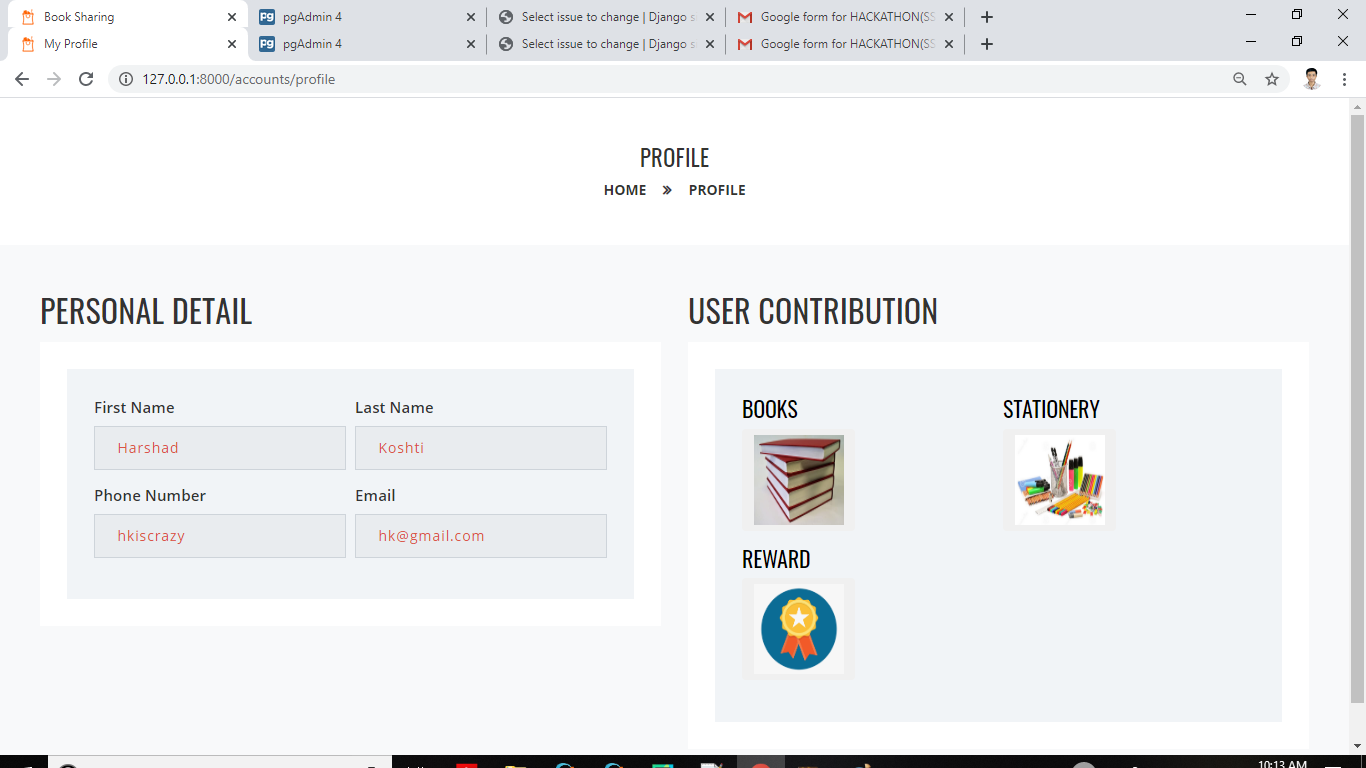 Book Sharing
pgAdmin 4
Select issue to change | Django s
Google form for HACKATHON(SS
My Profile
pgAdmin 4
Select issue to change | Django s
Google form for HACKATHON(SS
127.0.0.1:8000/accounts/profile
PROFILE
HOME » PROFILE
PERSONAL DETAIL
First Name
Last Name
Harshad
Koshti
Phone Number
Email
hkiscrazy
hk@gmail.com
USER CONTRIBUTION
BOOKS
STATIONERY
REWARD
10:13 AM